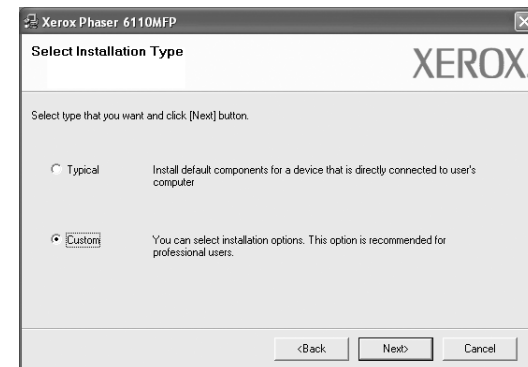 Xerox Phaser 6110MFP
Select Installation Type
XEROX.
Select type that you want and click [Next] button.
Typical
Install default components for a device that is directly connected to user's
computer
Custom
You can select installation options. This option is recommended for
professional users.
<Back
Next>
Cancel